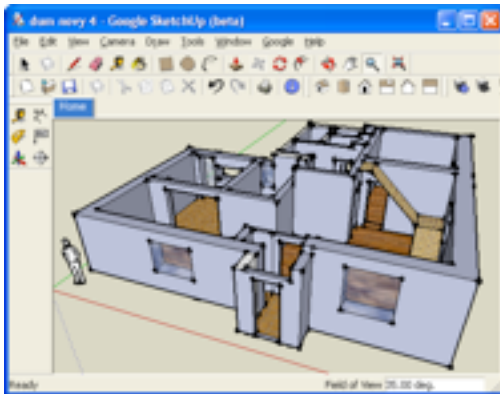 dum novy 4 - Google SketchUp (beta)
File Edit View Camera Draw Tools Window Google Help
Home
Ready
Field of View 35.00 deg.